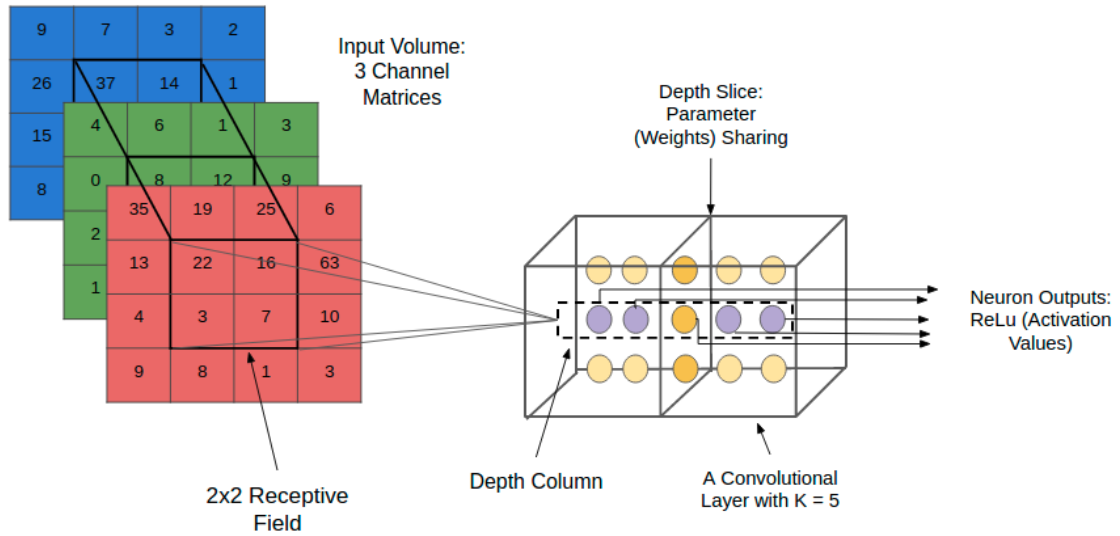 9 7 3 2
26 37 14 1
15
8
4 6 1 3
0 8 12 9
2
1
35 19 25 6
13 22 16 63
4 3 7 10
9 8 1 3
Input Volume:
3 Channel
Matrices
Depth Slice:
Parameter
(Weights) Sharing
Neuron Outputs:
ReLu (Activation
Values)
2x2 Receptive
Field
Depth Column
A Convolutional
Layer with K = 5